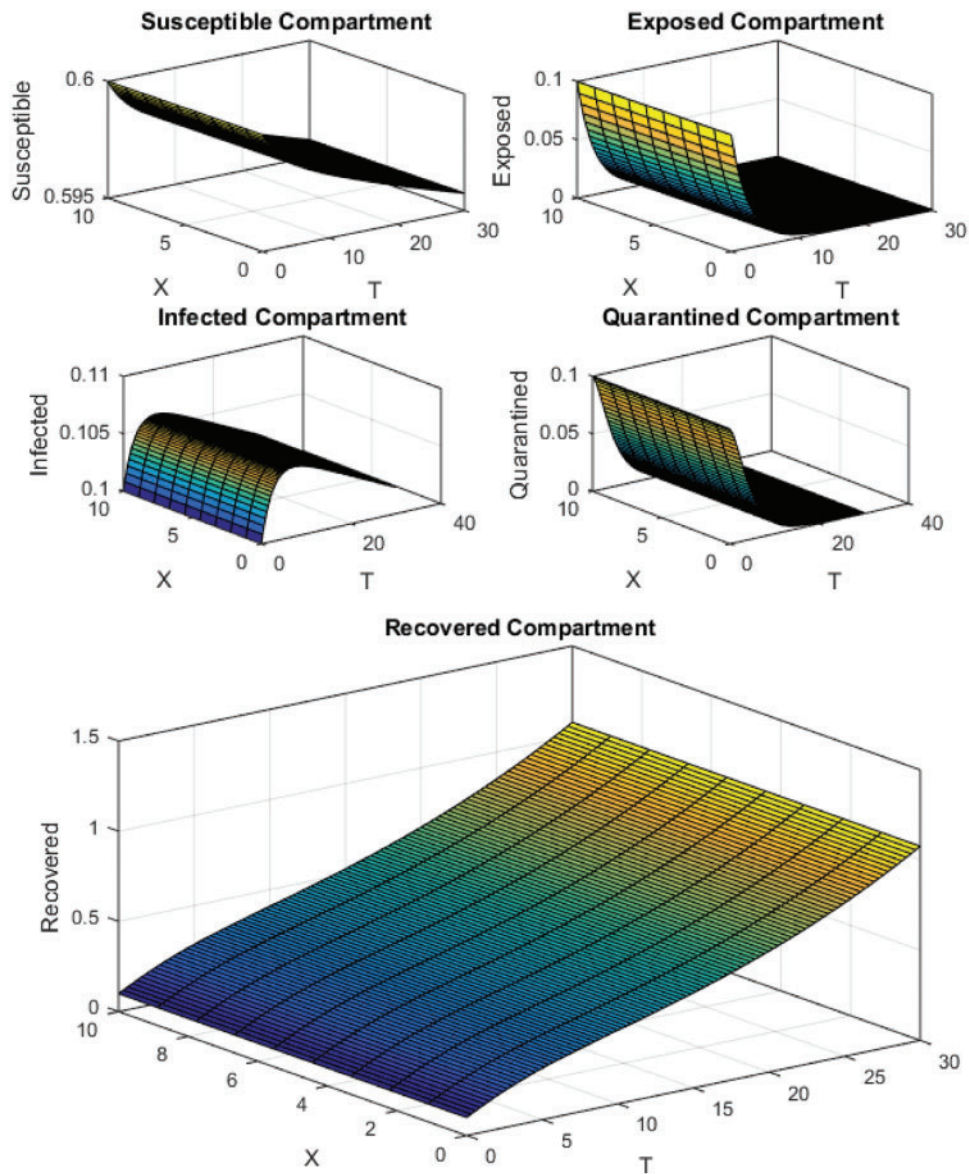 Susceptible Compartment
Susceptible
0.6
0.595
10
5
0
X
0
10
20
30
T
Exposed Compartment
Exposed
0.1
0.05
0
10
5
0
X
0
10
20
30
T
Infected Compartment
Infected
0.11
0.105
0.1
10
5
0
X
0
20
40
T
Quarantined Compartment
Quarantined
0.1
0.05
0
10
5
0
X
0
20
40
T
Recovered Compartment
Recovered
1.5
1
0.5
0
10
8
6
4
2
0
X
0
5
10
15
20
25
30
T